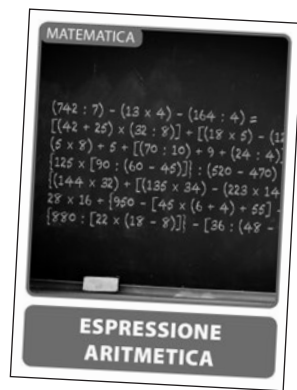 MATEMATICA
(742 : 7) - (13 x 4) - (164 : 4) =
[(42 + 25) x (32 : 8)] + [(18 x 5) - (12
(5 x 8) + 5 + [(70 : 10) + 9 + (24 : 4)-
{125 x [90 : (60 - 45)]} : (520 - 470)
{(144 x 32) + [(135 x 34) - (223 x 14
28 x 16 + {950 - [45 x (6 + 4) + 55] -
{880 : [22 x (18 - 8)]} - [36 : (48 -
ESPRESSIONE
ARITMETICA